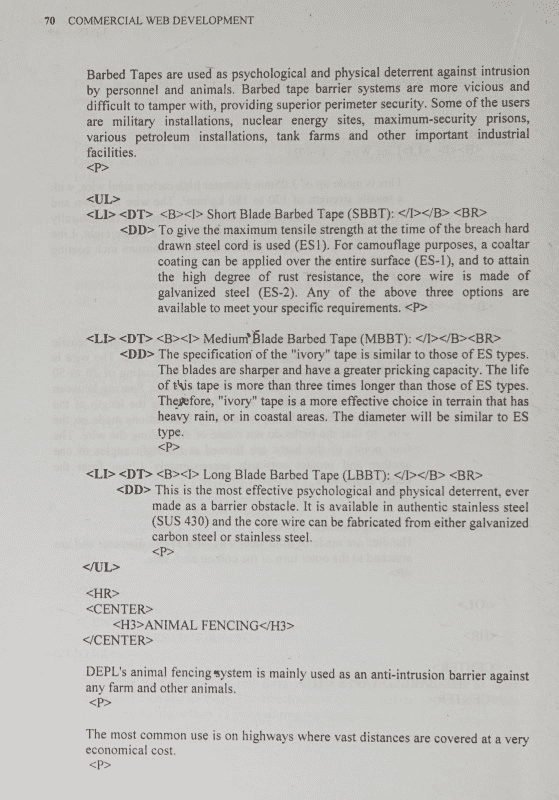 70 COMMERCIAL WEB DEVELOPMENT
Barbed Tapes are used as psychological and physical deterrent against intrusion
by personnel and animals. Barbed tape barrier systems are more vicious and
difficult to tamper with, providing superior perimeter security. Some of the users
are military installations, nuclear energy sites, maximum-security prisons,
various petroleum installations, tank farms and other important industrial
facilities.
<P>
<UL>
<LI> <DT> <B><I> Short Blade Barbed Tape (SBBT): </I></B> <BR>
<DD> To give the maximum tensile strength at the time of the breach hard
drawn steel cord is used (ES1). For camouflage purposes, a coaltar
coating can be applied over the entire surface (ES-1), and to attain
the high degree of rust resistance, the core wire is made of
galvanized steel (ES-2). Any of the above three options are
available to meet your specific requirements. <P>
<LI> <DT> <B><I> Medium Blade Barbed Tape (MBBT): </I></B><BR>
<DD> The specification of the "ivory" tape is similar to those of ES types.
The blades are sharper and have a greater pricking capacity. The life
of this tape is more than three times longer than those of ES types.
Therefore, "ivory" tape is a more effective choice in terrain that has
heavy rain, or in coastal areas. The diameter will be similar to ES
type.
<P>
<LI> <DT> <B><I> Long Blade Barbed Tape (LBBT): </I></B> <BR>
<DD> This is the most effective psychological and physical deterrent, ever
made as a barrier obstacle. It is available in authentic stainless steel
(SUS 430) and the core wire can be fabricated from either galvanized
carbon steel or stainless steel.
<P>
</UL>
<HR>
<CENTER>
<H3>ANIMAL FENCING</H3>
</CENTER>
DEPL's animal fencing system is mainly used as an anti-intrusion barrier against
any farm and other animals.
<P>
The most common use is on highways where vast distances are covered at a very
economical cost.
<P>